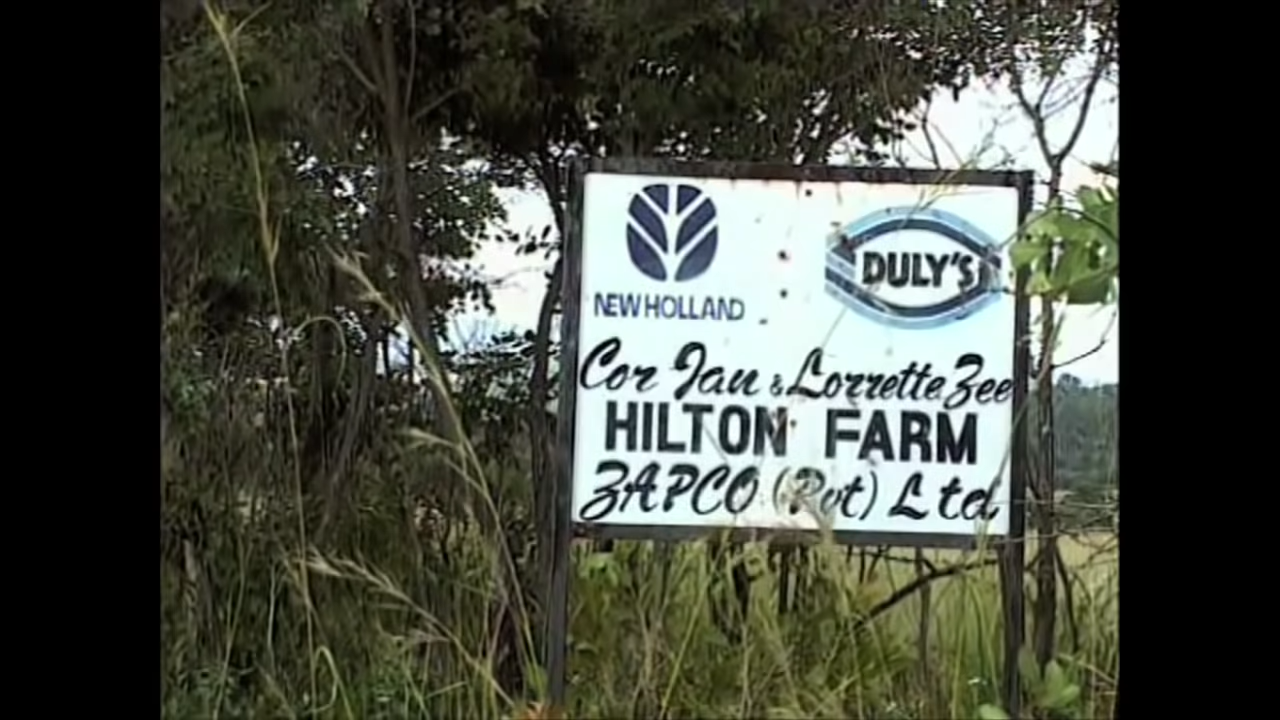 NEW HOLLAND
DULY'S
Cor Jan & Lorrette Zee
HILTON FARM
ZAPCO (Pvt) Ltd.